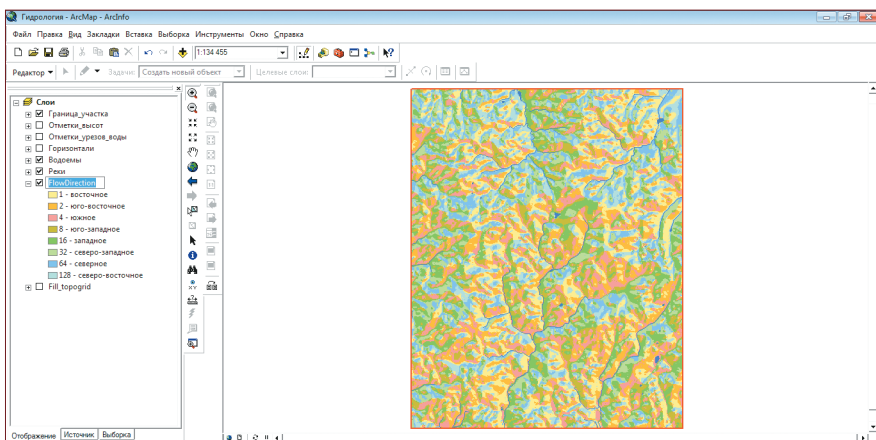 Гидрология - ArcMap - ArcInfo
Файл Правка Вид Закладки Вставка Выборка Инструменты Окно Справка
1:134 455
Редактор Задачи: Создать новый объект Целевые слои:
Слои
Граница_участка
Отметки_высот
Отметки_урезов_воды
Горизонтали
Водоемы
Реки
FlowDirection
1 - восточное
2 - юго-восточное
4 - южное
8 - юго-западное
16 - западное
32 - северо-западное
64 - северное
128 - северо-восточное
Fill_topogrid
Отображение Источник Выборка